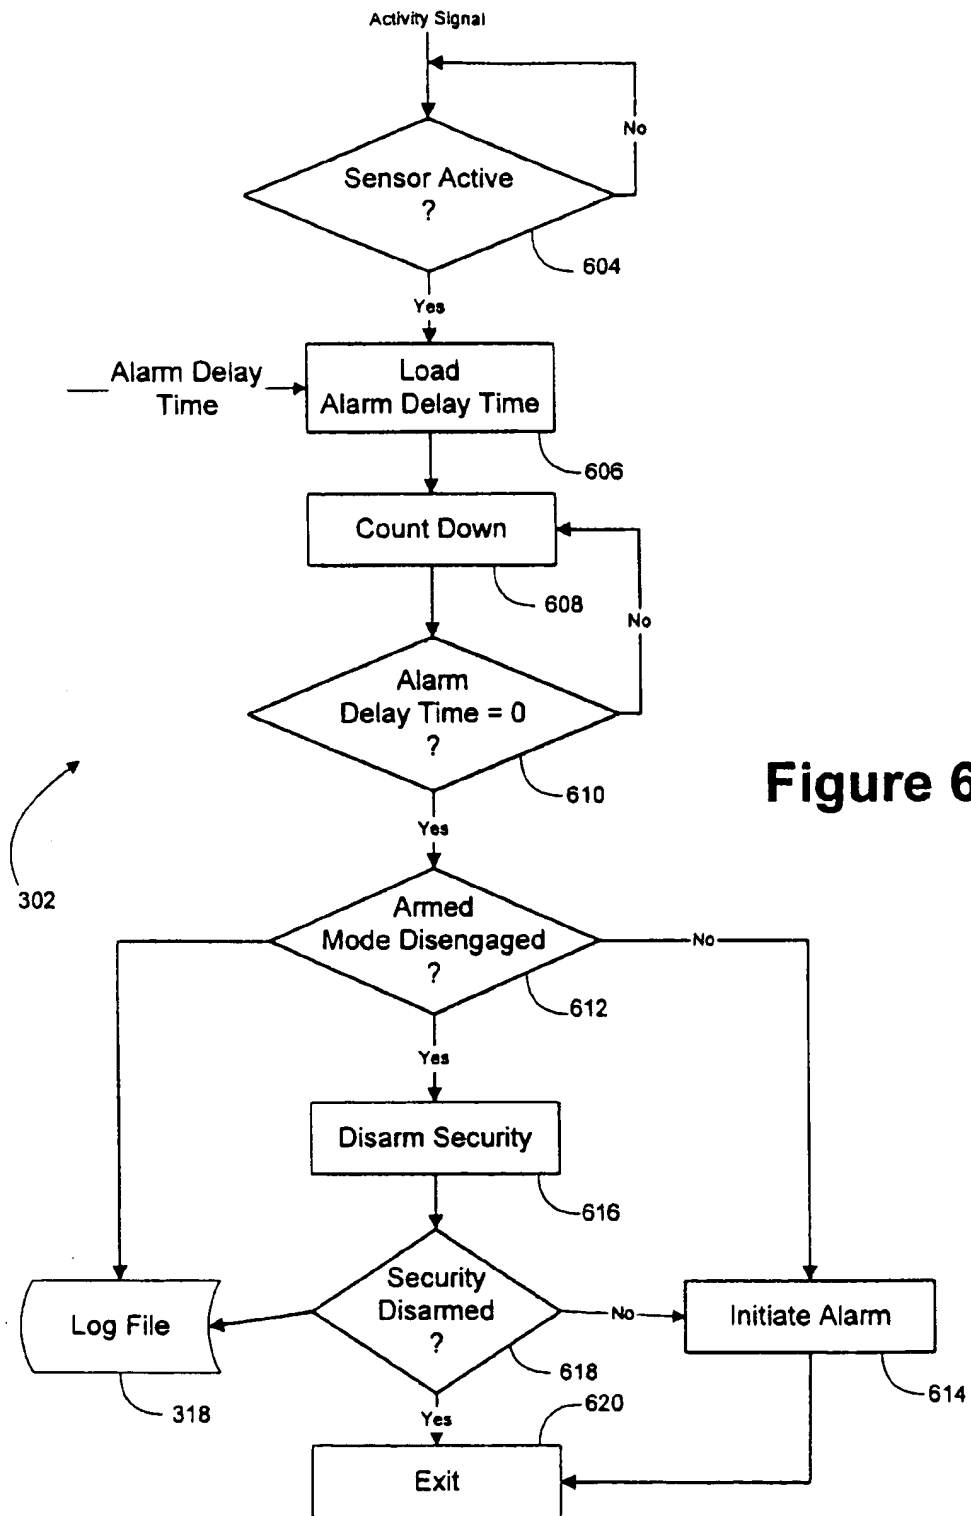 Activity Signal
No
Sensor Active
?
604
Yes
Alarm Delay
Time
Load
Alarm Delay Time
606
Count Down
608
No
Alarm
Delay Time = 0
?
610
Figure 6
Yes
302
Armed
Mode Disengaged
?
No
612
Yes
Disarm Security
616
Security
Disarmed
?
No
Log File
Initiate Alarm
618
614
318
Yes
620
Exit